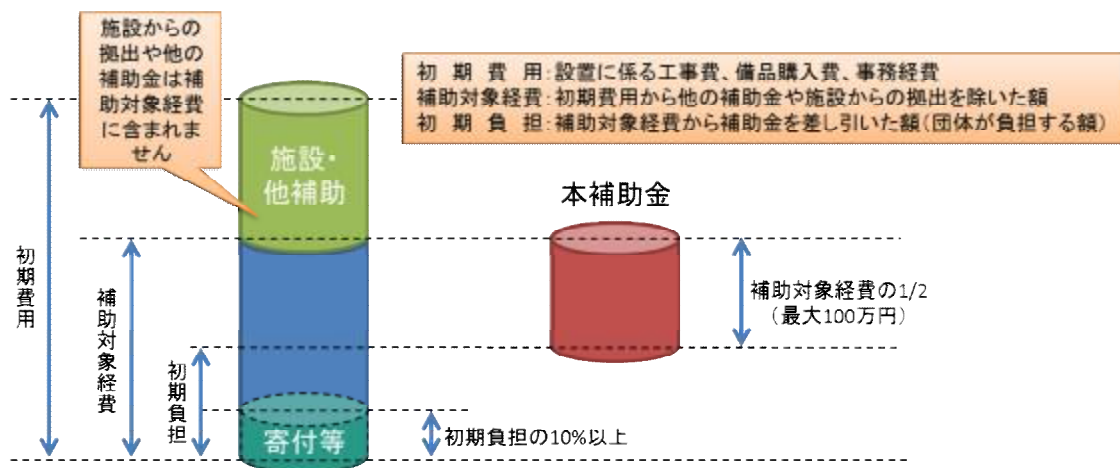 施設からの
拠出や他の
補助金は補
助対象経費
に含まれま
せん
初期費用:設置に係る工事費、備品購入費、事務経費
補助対象経費:初期費用から他の補助金や施設からの拠出を除いた額
初期負担:補助対象経費から補助金を差し引いた額(団体が負担する額)
施設・
他補助
本補助金
初期費用
補助対象経費
初期負担
補助対象経費の1/2
(最大100万円)
寄付等
初期負担の10%以上